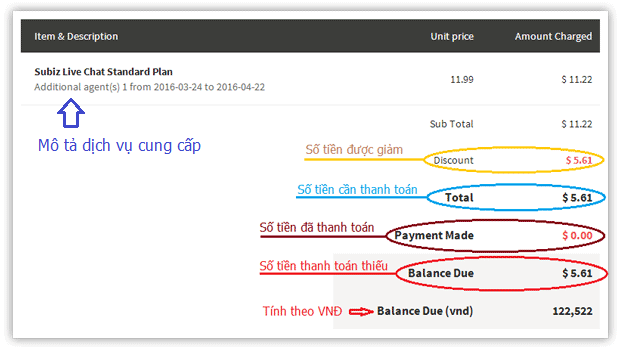 Item & Description Unit price Amount Charged
Subiz Live Chat Standard Plan 11.99 $ 11.22
Additional agent(s) 1 from 2016-03-24 to 2016-04-22
Mô tả dịch vụ cung cấp
Sub Total $ 11.22
Số tiền được giảm Discount $ 5.61
Số tiền cần thanh toán Total $ 5.61
Số tiền đã thanh toán Payment Made $ 0.00
Số tiền thanh toán thiếu Balance Due $ 5.61
Tính theo VNĐ Balance Due (vnd) 122,522